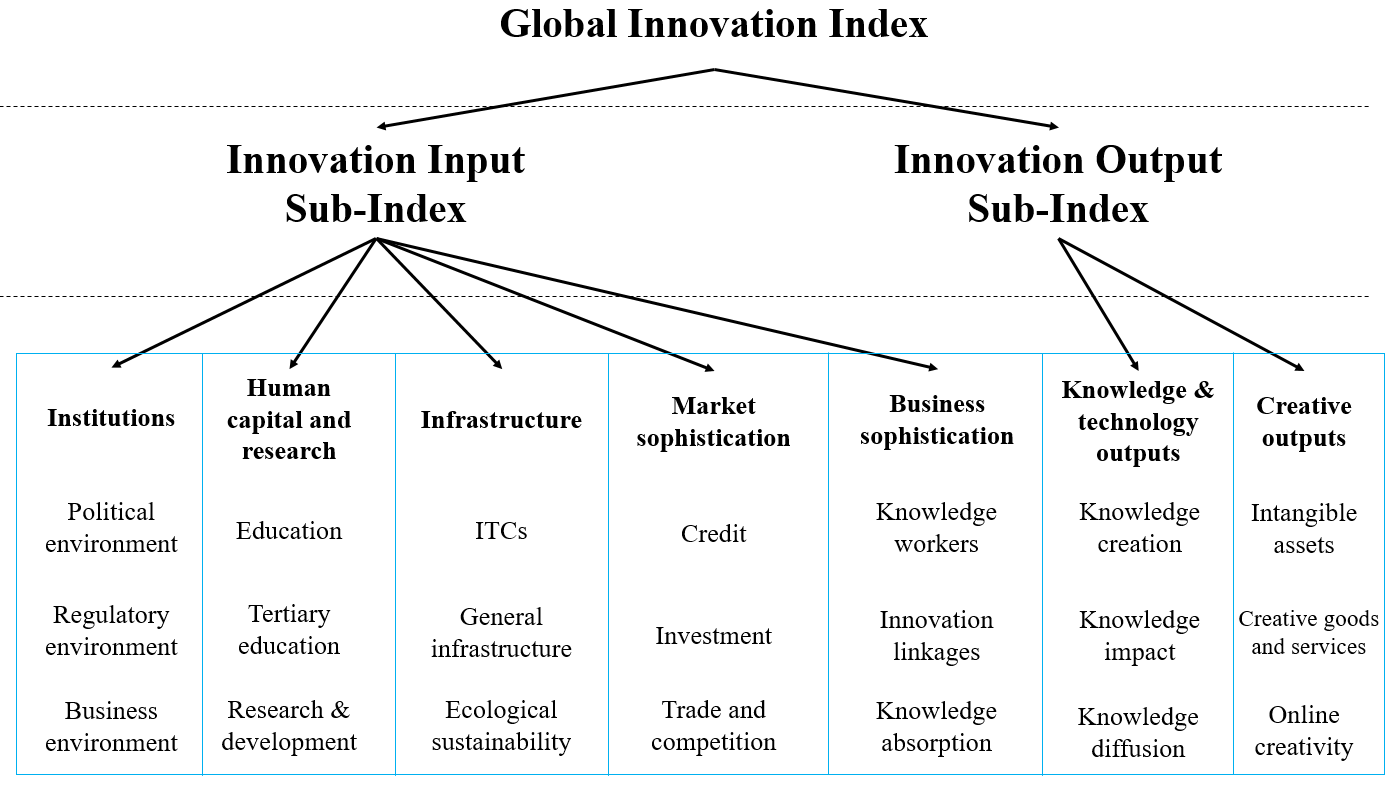 Global Innovation Index
Innovation Input
Sub-Index
Innovation Output
Sub-Index
Institutions
Human
capital and
research
Infrastructure
Market
sophistication
Business
sophistication
Knowledge &
technology
outputs
Creative
outputs
Political
environment
Education
ITCs
Credit
Knowledge
workers
Knowledge
creation
Intangible
assets
Regulatory
environment
Tertiary
education
General
infrastructure
Investment
Innovation
linkages
Knowledge
impact
Creative goods
and services
Business
environment
Research &
development
Ecological
sustainability
Trade and
competition
Knowledge
absorption
Knowledge
diffusion
Online
creativity